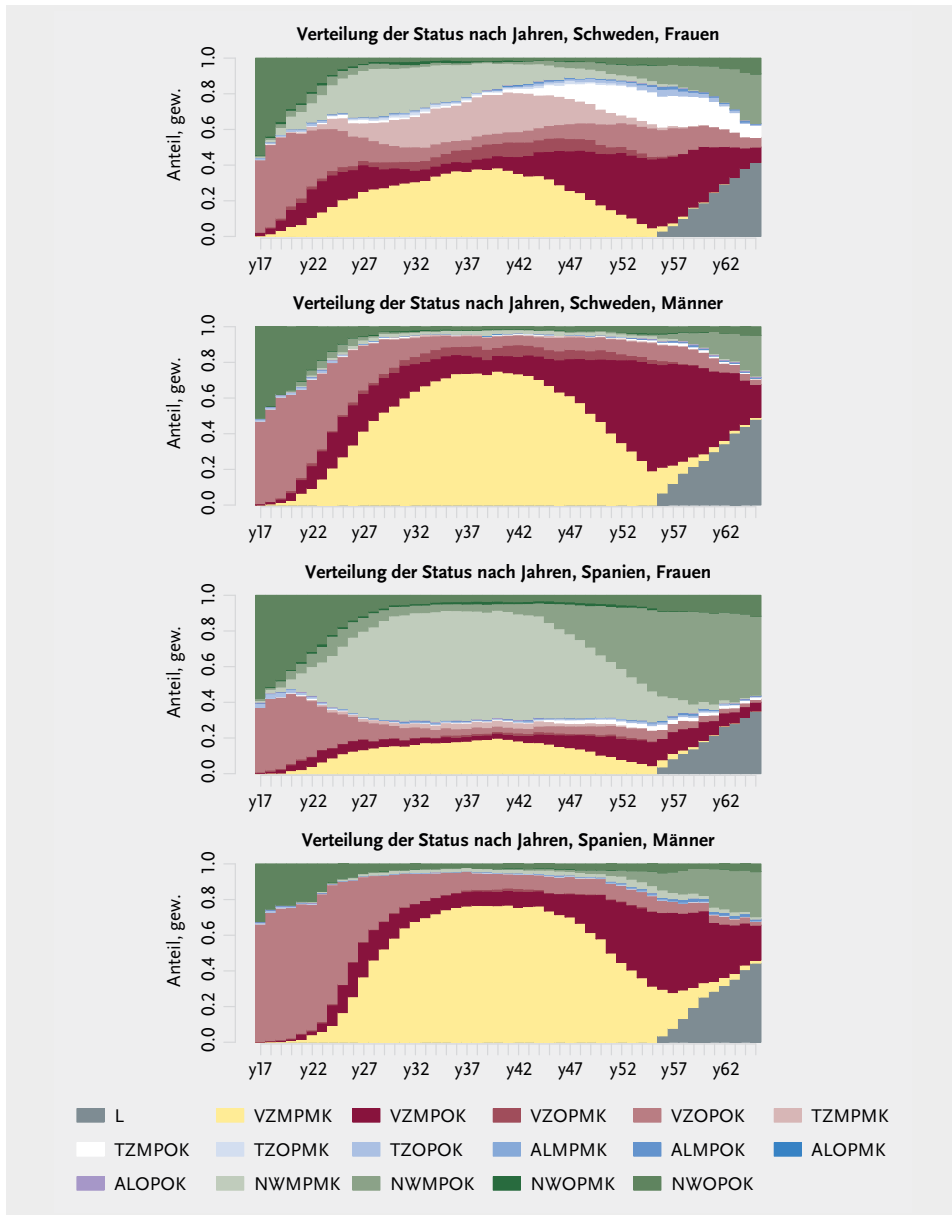 Verteilung der Status nach Jahren, Schweden, Frauen
Anteil, gew.
1.0
0.8
0.6
0.4
0.2
0.0
y17 y22 y27 y32 y37 y42 y47 y52 y57 y62
Verteilung der Status nach Jahren, Schweden, Männer
Anteil, gew.
1.0
0.8
0.6
0.4
0.2
0.0
y17 y22 y27 y32 y37 y42 y47 y52 y57 y62
Verteilung der Status nach Jahren, Spanien, Frauen
Anteil, gew.
1.0
0.8
0.6
0.4
0.2
0.0
y17 y22 y27 y32 y37 y42 y47 y52 y57 y62
Verteilung der Status nach Jahren, Spanien, Männer
Anteil, gew.
1.0
0.8
0.6
0.4
0.2
0.0
y17 y22 y27 y32 y37 y42 y47 y52 y57 y62
L VZMPMK VZMPOK VZOPMK VZOPOK TZMPMK
TZMPOK TZOPMK TZOPOK ALMPMK ALMPOK ALOPMK
ALOPOK NWMPMK NWMPOK NWOPMK NWOPOK